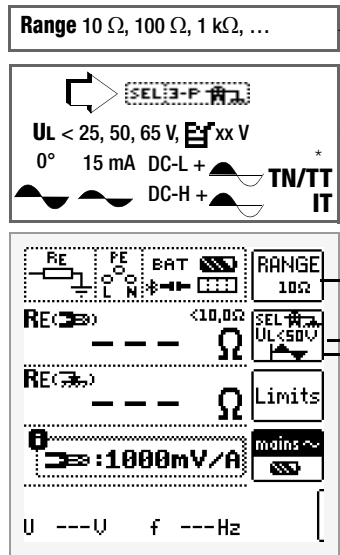 Range 10 Ω, 100 Ω, 1 kΩ, …
SEL 3-P
UL < 25, 50, 65 V, xx V
0° 15 mA DC-L + *
TN/TT
DC-H +
IT
RE PE BAT RANGE
L N 10Ω
RE( ) <10,0Ω SEL
UL<50V
--- Ω
RE( )
--- Ω Limits
mains~
:1000mV/A
U ---V f ---Hz